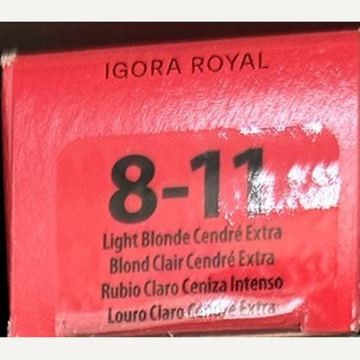 IGORA ROYAL
8-11
Light Blonde Cendré Extra
Blond Clair Cendré Extra
Rubio Claro Ceniza Intenso
Louro Claro Cendré Extra